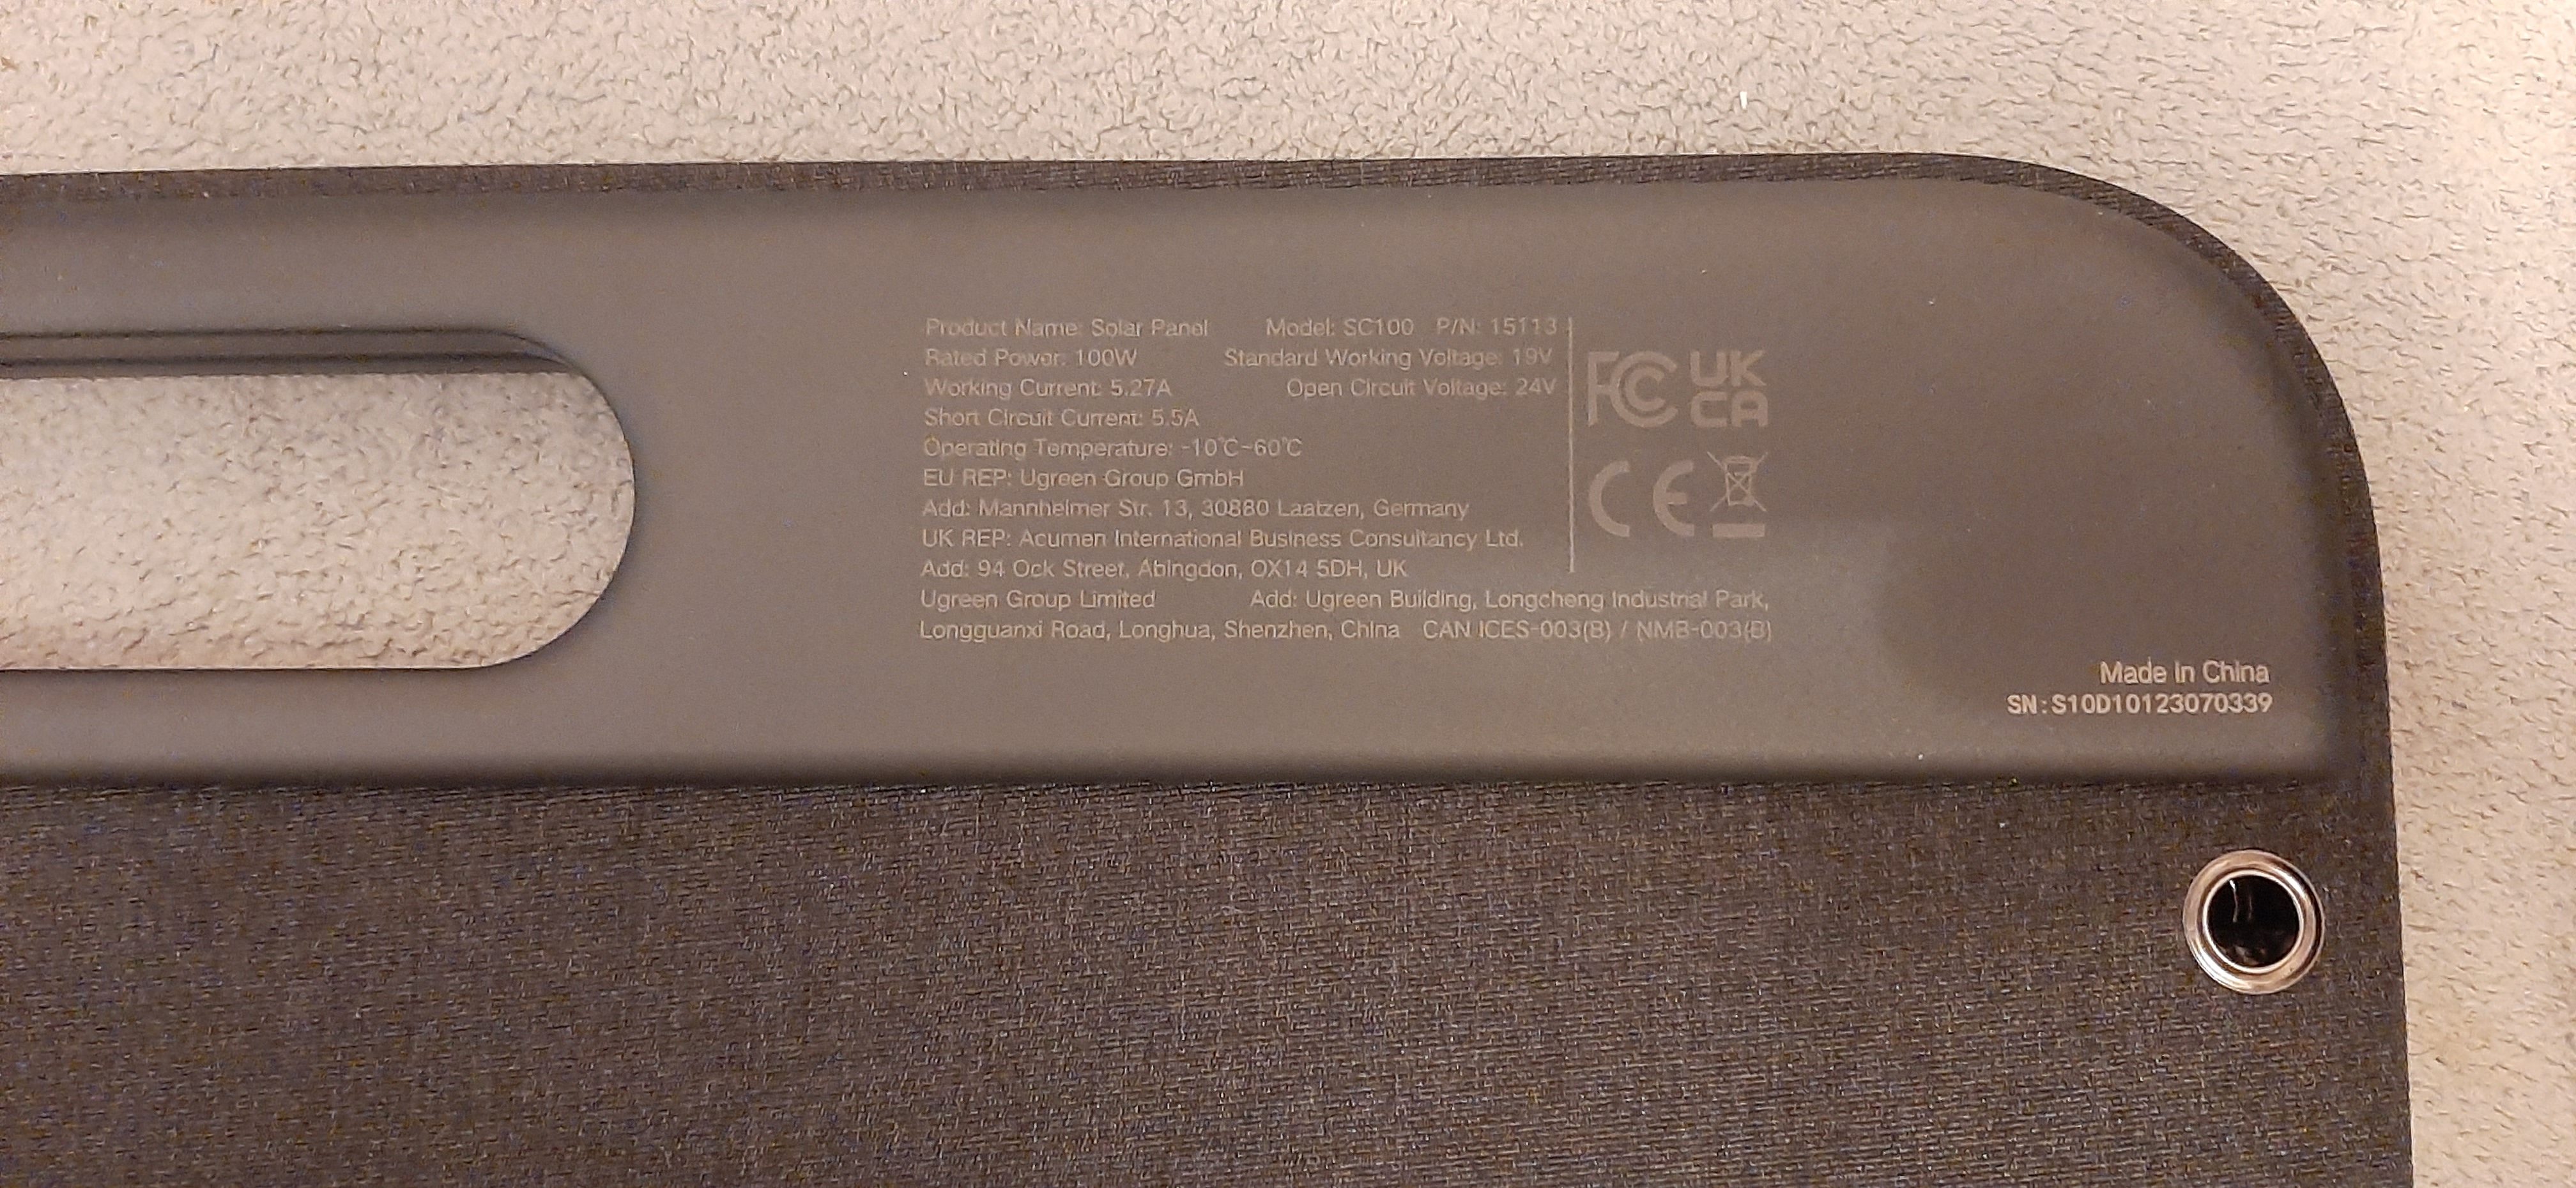 Product Name: Solar Panel Model: SC100 P/N: 15113
Rated Power: 100W Standard Working Voltage: 19V
Working Current: 5.27A Open Circuit Voltage: 24V
Short Circuit Current: 5.5A
Operating Temperature: -10℃~60℃
EU REP: Ugreen Group GmbH
Add: Mannheimer Str. 13, 30880 Laatzen, Germany
UK REP: Acumen International Business Consultancy Ltd.
Add: 94 Ock Street, Abingdon, OX14 5DH, UK
Ugreen Group Limited Add: Ugreen Building, Longcheng Industrial Park,
Longguanxi Road, Longhua, Shenzhen, China CAN ICES-003(B) / NMB-003(B)
FC UK
CA
CE
Made in China
SN:S10D10123070339